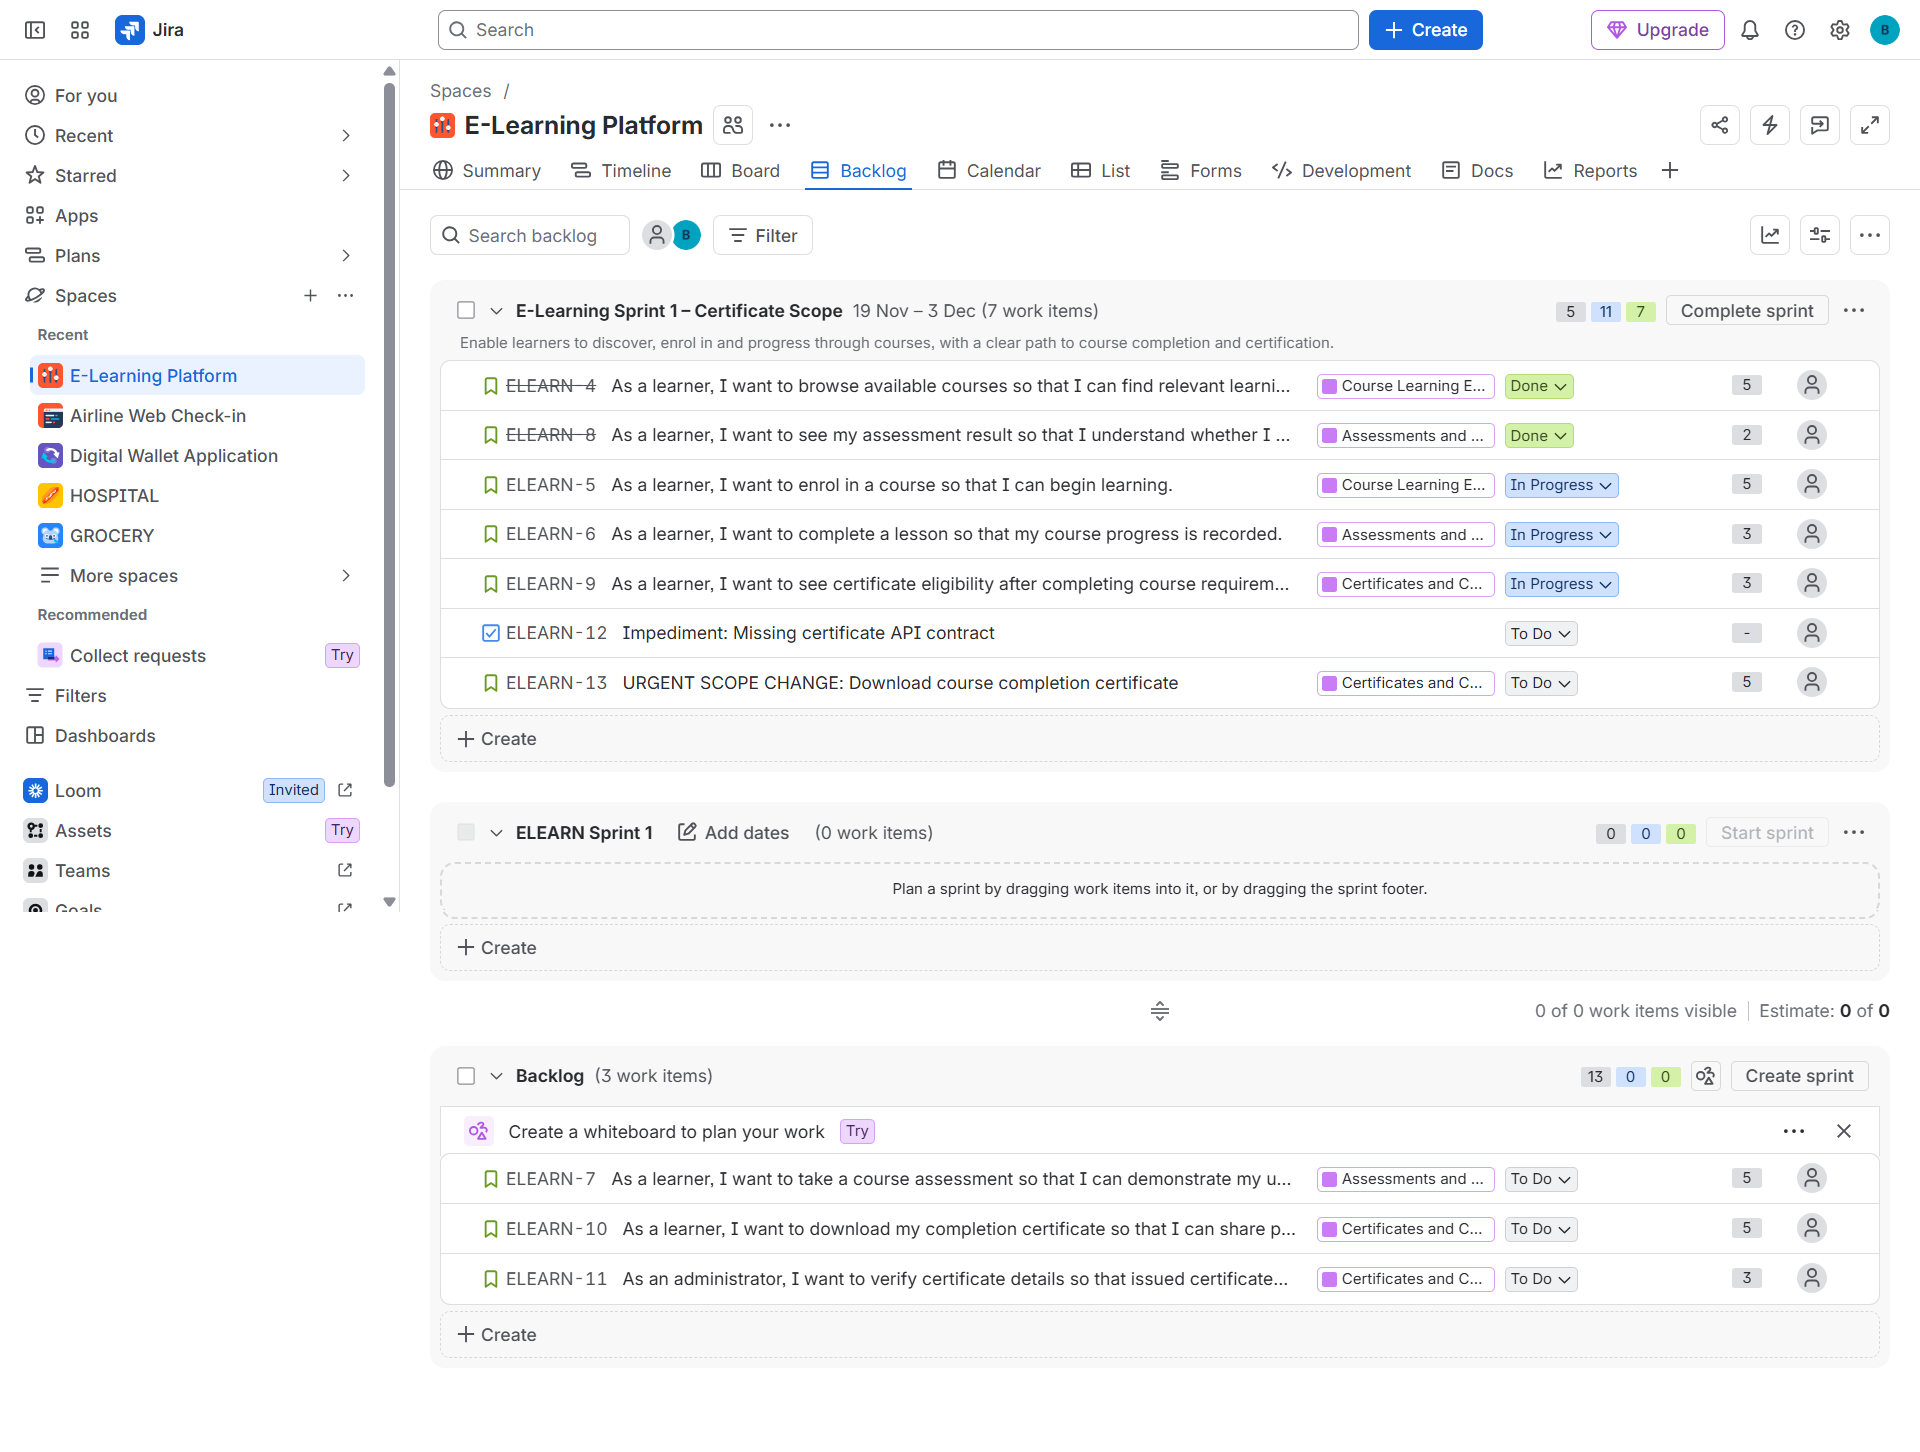 Jira
Search
Create
Upgrade
B
For you
Recent
Starred
Apps
Plans
Spaces
Recent
E-Learning Platform
Airline Web Check-in
Digital Wallet Application
HOSPITAL
GROCERY
More spaces
Recommended
Collect requests Try
Filters
Dashboards
Loom Invited
Assets Try
Teams
Goals
Spaces /
E-Learning Platform
Summary Timeline Board Backlog Calendar List Forms Development Docs Reports
Search backlog B Filter
E-Learning Sprint 1 – Certificate Scope 19 Nov – 3 Dec (7 work items) 5 11 7 Complete sprint
Enable learners to discover, enrol in and progress through courses, with a clear path to course completion and certification.
ELEARN-4 As a learner, I want to browse available courses so that I can find relevant learni... Course Learning E... Done 5
ELEARN-8 As a learner, I want to see my assessment result so that I understand whether I ... Assessments and ... Done 2
ELEARN-5 As a learner, I want to enrol in a course so that I can begin learning. Course Learning E... In Progress 5
ELEARN-6 As a learner, I want to complete a lesson so that my course progress is recorded. Assessments and ... In Progress 3
ELEARN-9 As a learner, I want to see certificate eligibility after completing course requirem... Certificates and C... In Progress 3
ELEARN-12 Impediment: Missing certificate API contract To Do -
ELEARN-13 URGENT SCOPE CHANGE: Download course completion certificate Certificates and C... To Do 5
Create
ELEARN Sprint 1 Add dates (0 work items) 0 0 0 Start sprint
Plan a sprint by dragging work items into it, or by dragging the sprint footer.
Create
0 of 0 work items visible Estimate: 0 of 0
Backlog (3 work items) 13 0 0 Create sprint
Create a whiteboard to plan your work Try
ELEARN-7 As a learner, I want to take a course assessment so that I can demonstrate my u... Assessments and ... To Do 5
ELEARN-10 As a learner, I want to download my completion certificate so that I can share p... Certificates and C... To Do 5
ELEARN-11 As an administrator, I want to verify certificate details so that issued certificate... Certificates and C... To Do 3
Create